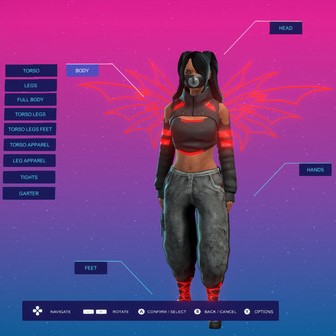 HEAD
TORSO
BODY
LEGS
FULL BODY
TORSO LEGS
TORSO LEGS FEET
TORSO APPAREL
LEG APPAREL
TIGHTS
GARTER
HANDS
FEET
NAVIGATE
ROTATE
A CONFIRM / SELECT
B BACK / CANCEL
OPTIONS